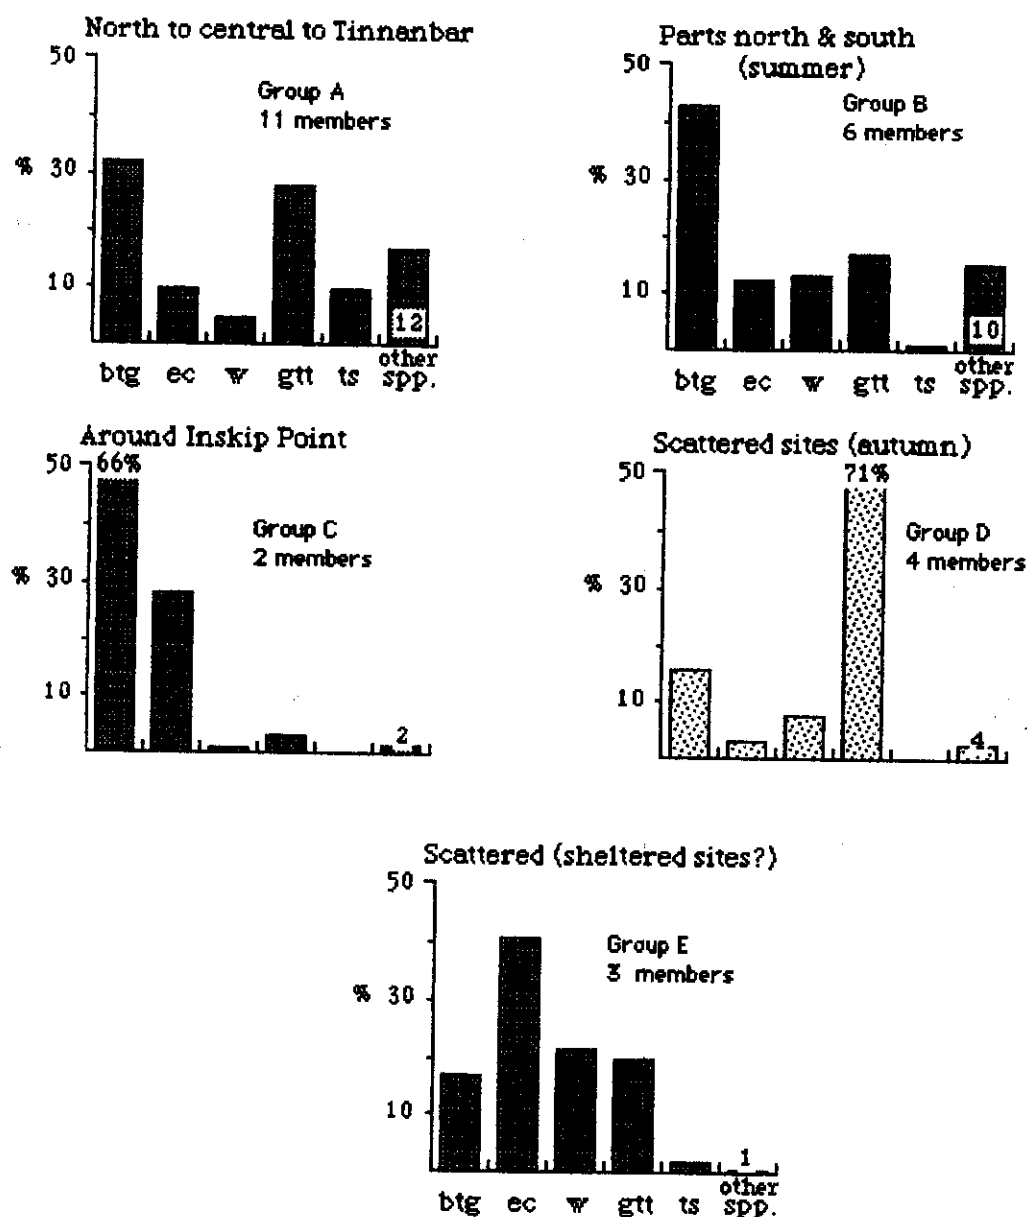 North to central to Tinnanbar
50
Group A
11 members
% 30
10
12
btg ec w gtt ts other spp.
Parts north & south
(summer)
50
Group B
6 members
% 30
10
10
btg ec w gtt ts other spp.
Around Inskip Point
50 66%
Group C
2 members
% 30
10
2
Scattered sites (autumn)
50 71%
Group D
4 members
% 30
10
4
Scattered (sheltered sites?)
50
Group E
3 members
% 30
10
1
btg ec w gtt ts other spp.